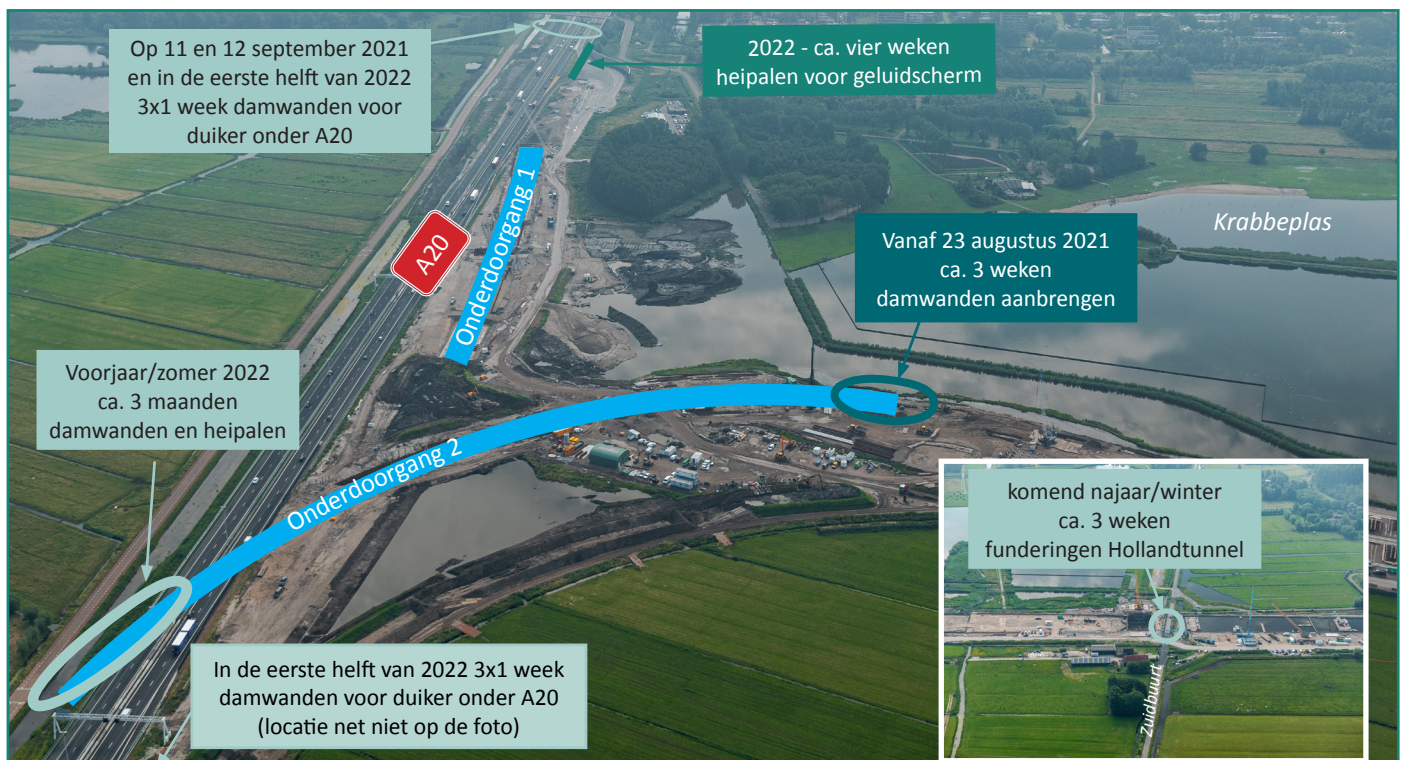 Op 11 en 12 september 2021
en in de eerste helft van 2022
3x1 week damwanden voor
duiker onder A20
2022 - ca. vier weken
heipalen voor geluidscherm
Onderdoorgang 1
A20
Krabbeplas
Vanaf 23 augustus 2021
ca. 3 weken
damwanden aanbrengen
Voorjaar/zomer 2022
ca. 3 maanden
damwanden en heipalen
Onderdoorgang 2
komend najaar/winter
ca. 3 weken
funderingen Hollandtunnel
Zuidbuurt
In de eerste helft van 2022 3x1 week
damwanden voor duiker onder A20
(locatie net niet op de foto)